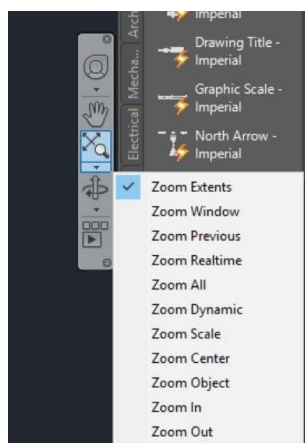 Imperial
Drawing Title -
Imperial
Graphic Scale -
Imperial
North Arrow -
Imperial
Arch
Mecha...
Electrical
Zoom Extents
Zoom Window
Zoom Previous
Zoom Realtime
Zoom All
Zoom Dynamic
Zoom Scale
Zoom Center
Zoom Object
Zoom In
Zoom Out